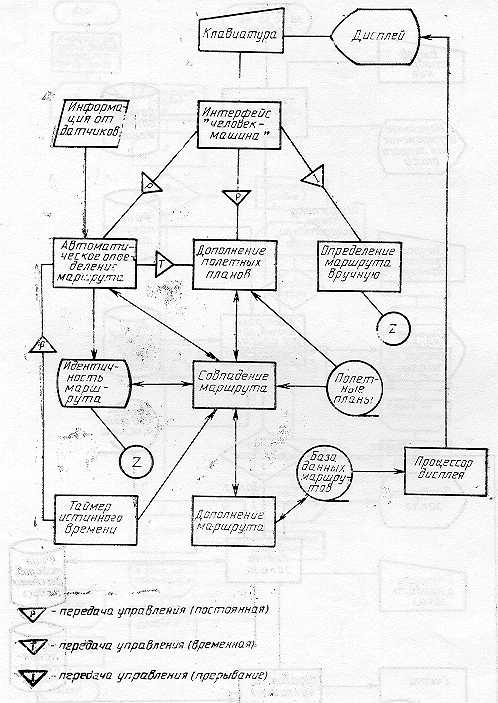 Клавиатура
Дисплей
Информа-
ция от
датчиков
Интерфейс
"человек-
машина"
P
P
I
Автомати-
ческое опре-
деление
маршрута
T
Дополнение
полетных
планов
Определение
маршрута
вручную
Z
P
Идентич-
ность
марш-
рута
Совпадение
маршрута
Полет-
ные
планы
Z
База
данных
маршру-
тов
Процессор
дисплея
Таймер
истинного
времени
Дополнение
маршрута
P - передача управления (постоянная)
T - передача управления (временная)
I - передача управления (прерывание)